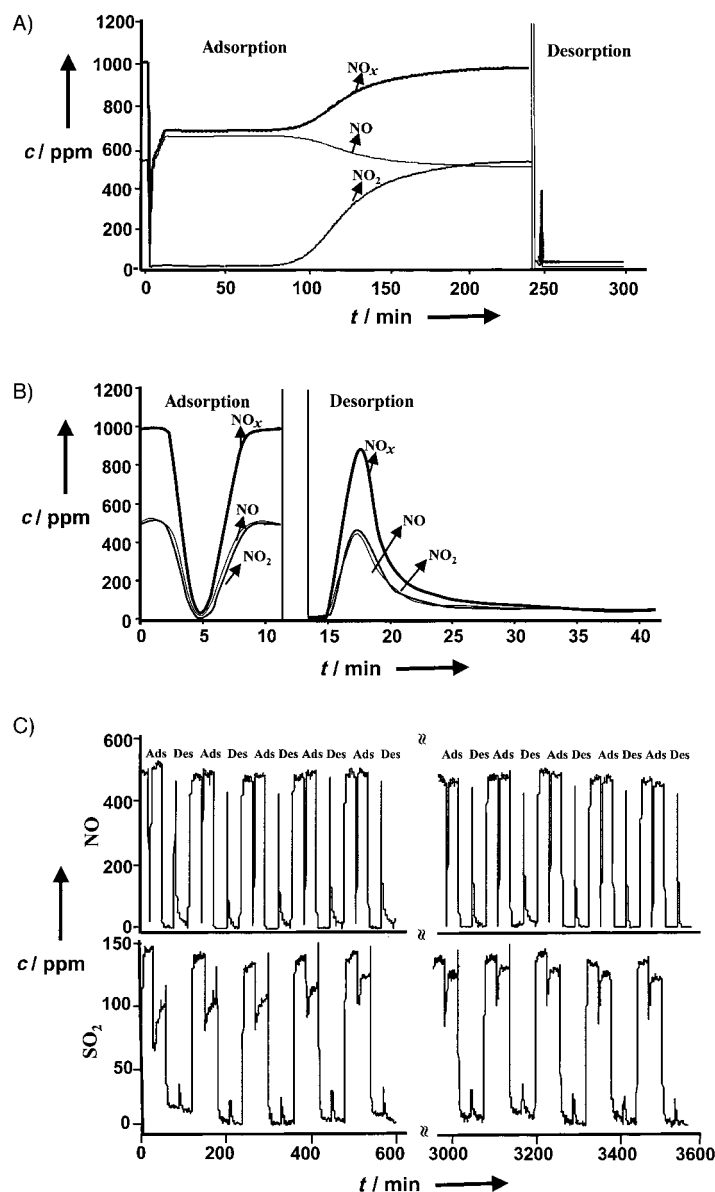 A)
Adsorption
Desorption
NOx
NO
NO2
1200
1000
800
600
400
200
0
c / ppm
0 50 100 150 200 250 300
t / min
B)
Adsorption
Desorption
NOx
NO
NO2
NOx
NO
NO2
1200
1000
800
600
400
200
0
c / ppm
0 5 10 15 20 25 30 35 40
t / min
C)
600
400
200
0
NO
Ads Des Ads Des Ads Des Ads Des Ads Des
≈
Ads Des Ads Des Ads Des Ads Des Ads Des
≈
c / ppm
150
100
50
0
SO2
≈
0 200 400 600 3000 3200 3400 3600
t / min